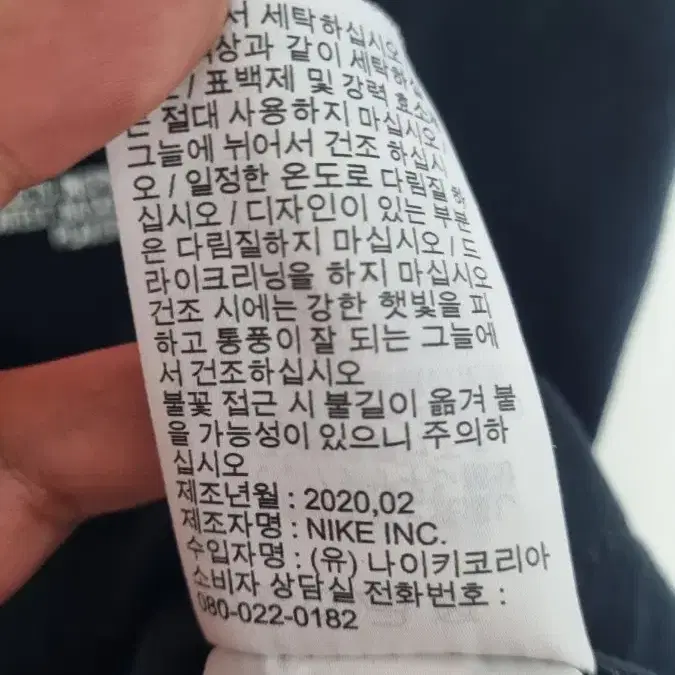 서 세탁하십시오
색상과 같이 세탁하십
/ 표백제 및 강력 효소
는 절대 사용하지 마십시오 /
그늘에 뉘어서 건조 하십시
오 / 일정한 온도로 다림질 하
십시오 / 디자인이 있는 부분
은 다림질하지 마십시오 / 드
라이크리닝을 하지 마십시오
건조 시에는 강한 햇빛을 피
하고 통풍이 잘 되는 그늘에
서 건조하십시오
불꽃 접근 시 불길이 옮겨 붙
을 가능성이 있으니 주의하
십시오
제조년월 : 2020,02
제조자명 : NIKE INC.
수입자명 : (유) 나이키코리아
소비자 상담실 전화번호 :
080-022-0182